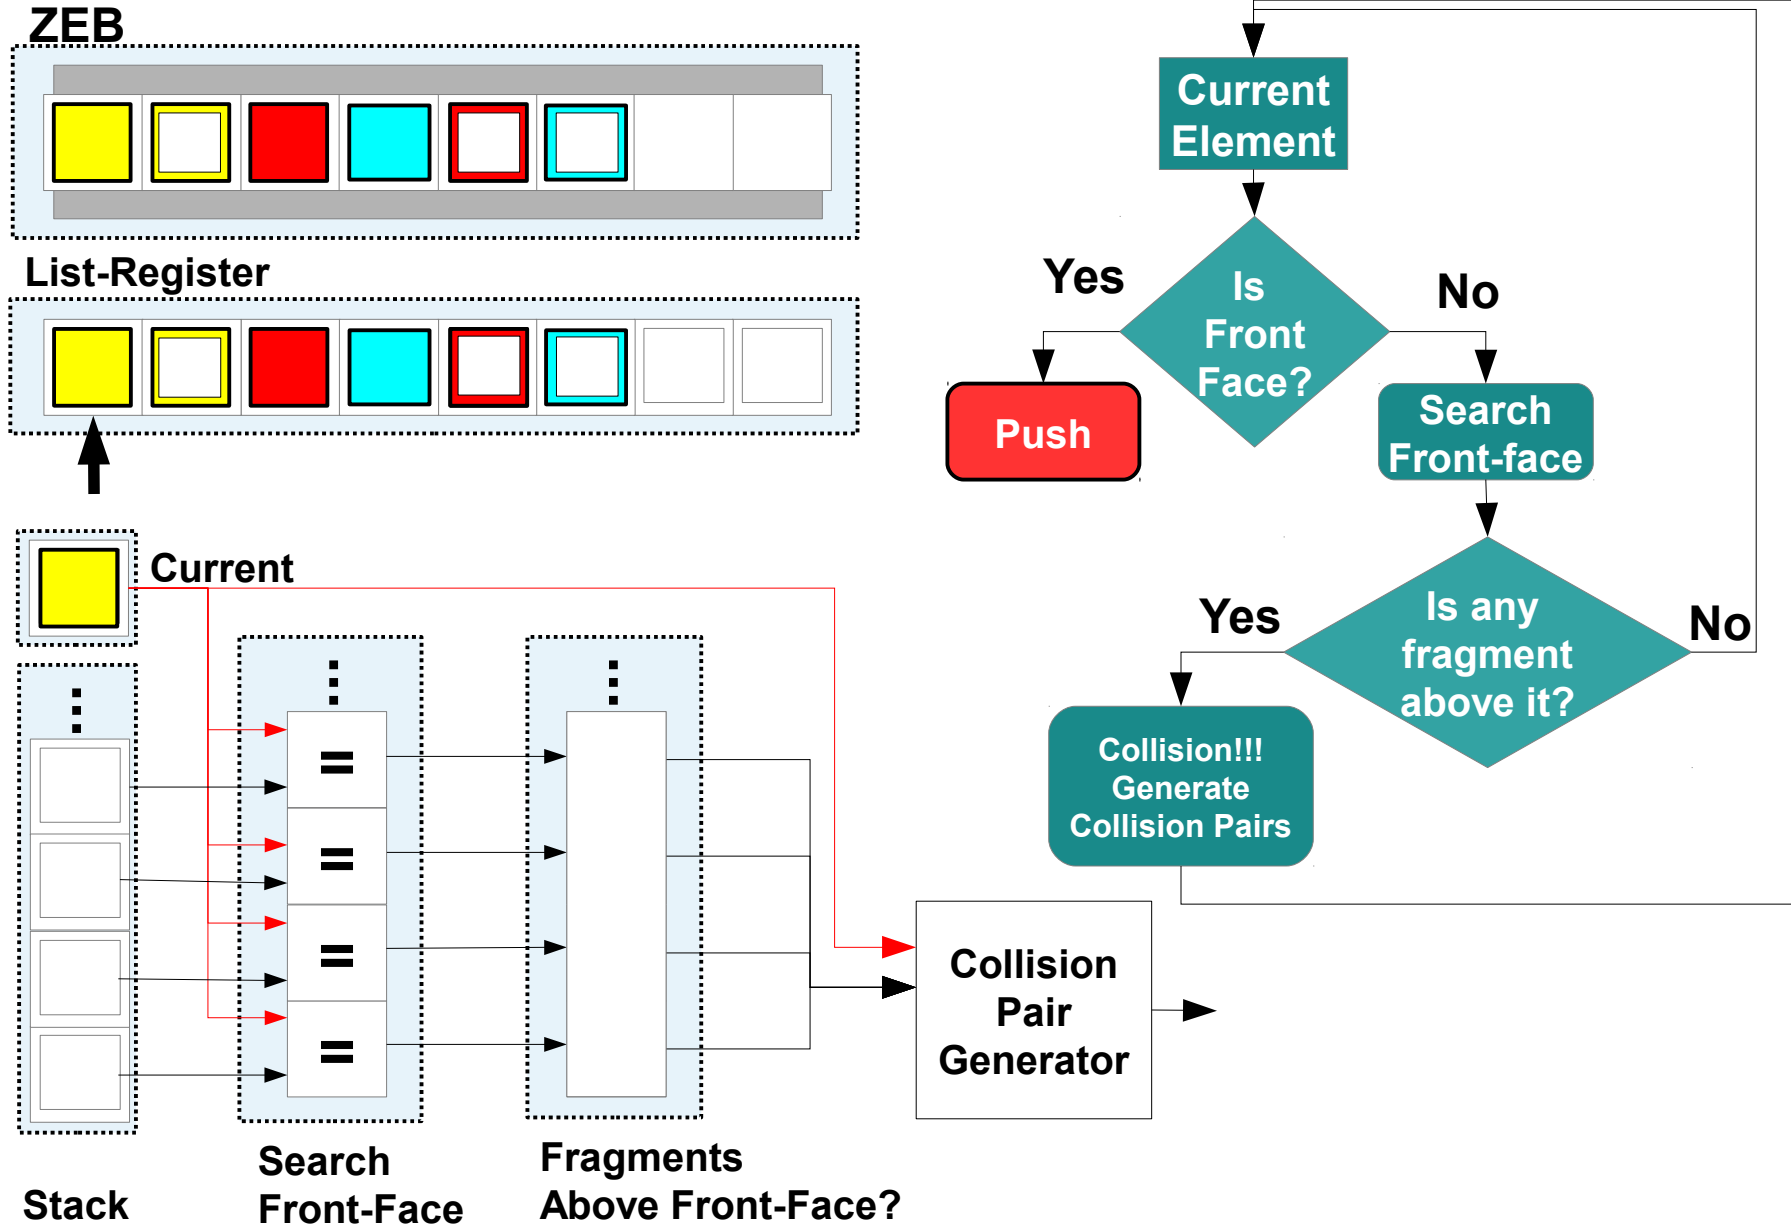 ZEB
List-Register
Current
Stack
Search
Front-Face
Fragments
Above Front-Face?
=
=
=
=
Collision
Pair
Generator
Current
Element
Is
Front
Face?
Yes
No
Push
Search
Front-face
Is any
fragment
above it?
Yes
No
Collision!!!
Generate
Collision Pairs